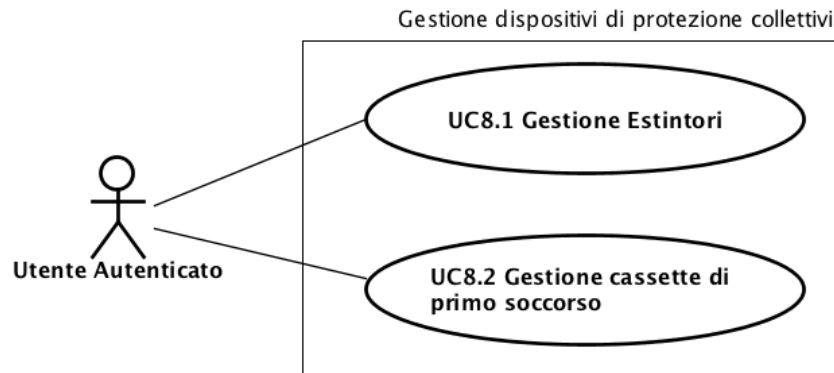 Gestione dispositivi di protezione collettivi
UC8.1 Gestione Estintori
Utente Autenticato
UC8.2 Gestione cassette di
primo soccorso